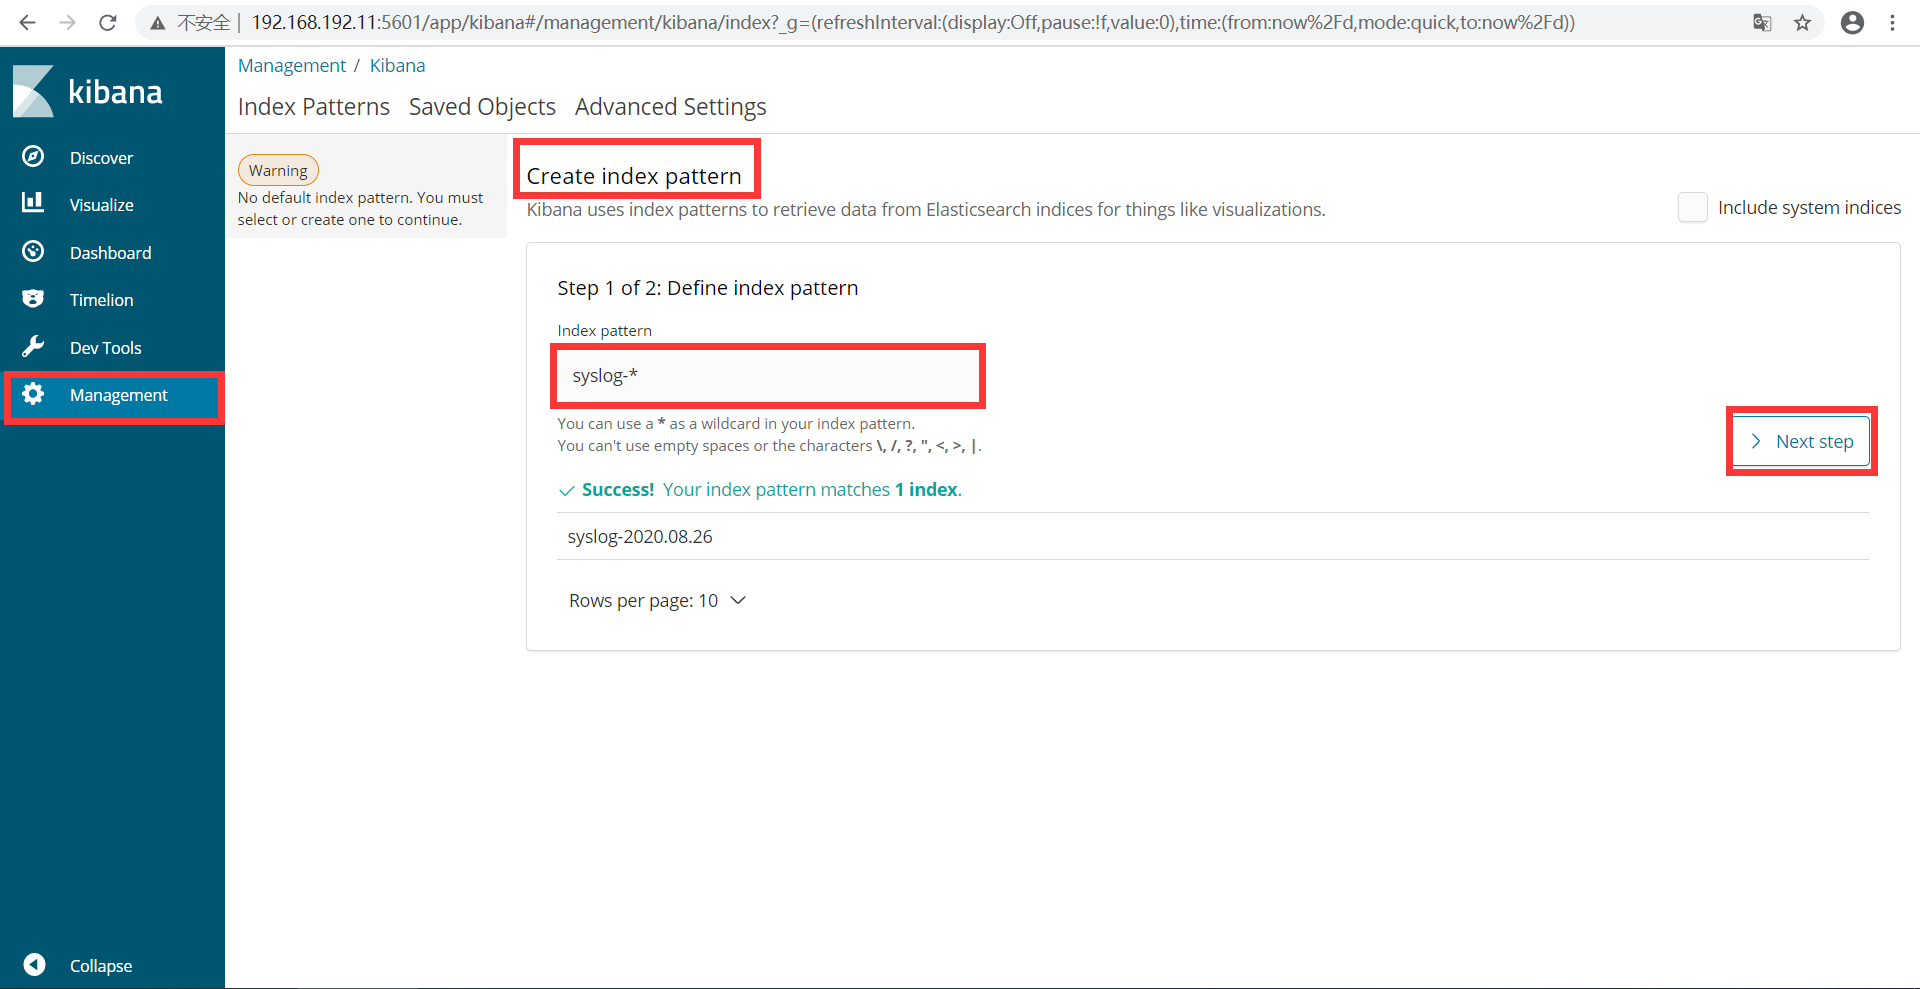 不安全 | 192.168.192.11:5601/app/kibana#/management/kibana/index?_g=(refreshInterval:(display:Off,pause:!f,value:0),time:(from:now%2Fd,mode:quick,to:now%2Fd))
kibana
Discover
Visualize
Dashboard
Timelion
Dev Tools
Management
Collapse
Management / Kibana
Index Patterns Saved Objects Advanced Settings
Warning
No default index pattern. You must
select or create one to continue.
Create index pattern
Kibana uses index patterns to retrieve data from Elasticsearch indices for things like visualizations.
Include system indices
Step 1 of 2: Define index pattern
Index pattern
syslog-*
You can use a * as a wildcard in your index pattern.
You can't use empty spaces or the characters \, /, ?, ", <, >, |.
Next step
Success! Your index pattern matches 1 index.
syslog-2020.08.26
Rows per page: 10